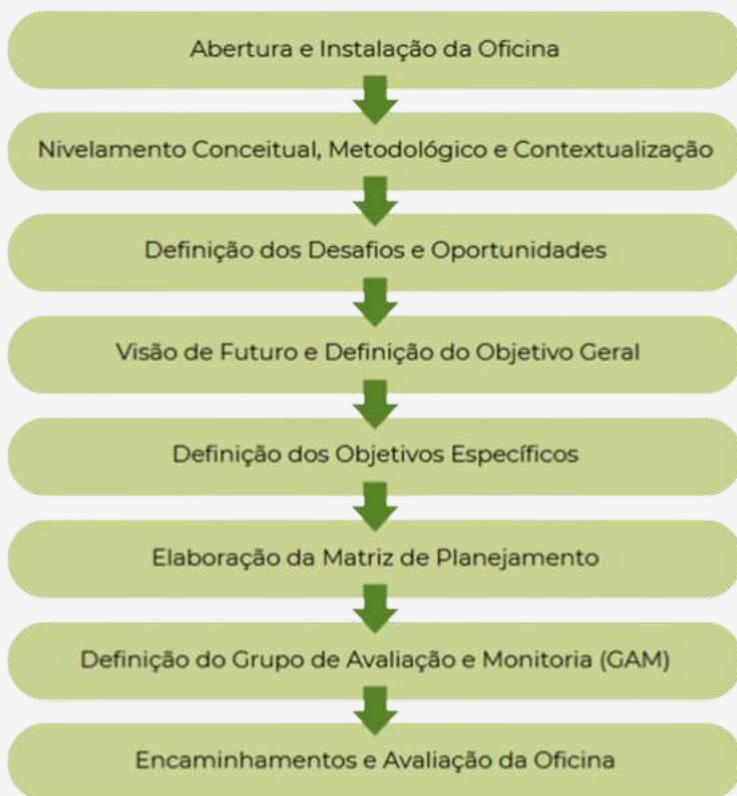 Abertura e Instalação da Oficina
Nivelamento Conceitual, Metodológico e Contextualização
Definição dos Desafios e Oportunidades
Visão de Futuro e Definição do Objetivo Geral
Definição dos Objetivos Específicos
Elaboração da Matriz de Planejamento
Definição do Grupo de Avaliação e Monitoria (GAM)
Encaminhamentos e Avaliação da Oficina